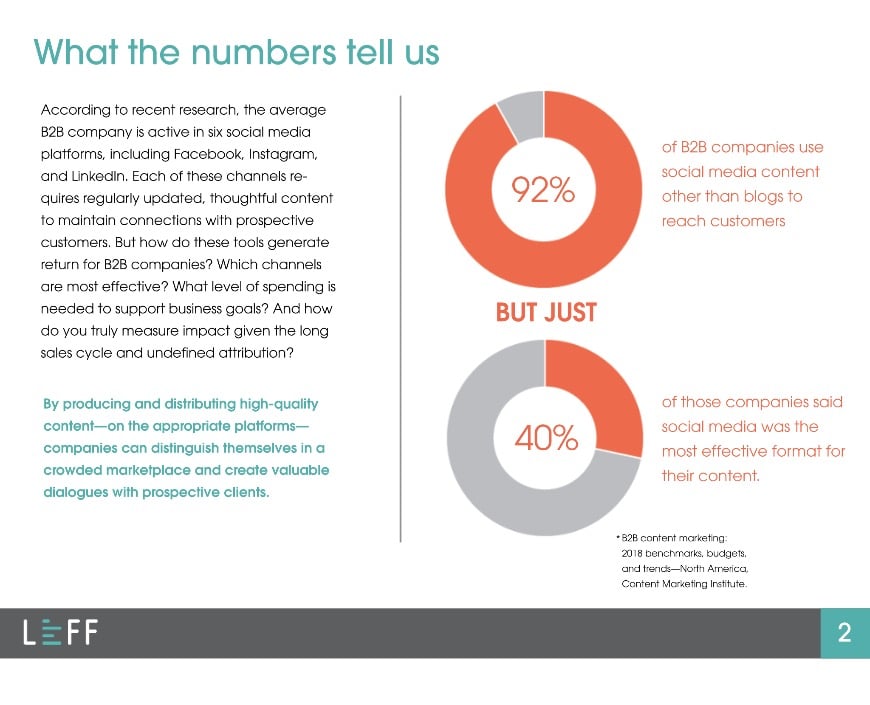 What the numbers tell us
According to recent research, the average
B2B company is active in six social media
platforms, including Facebook, Instagram,
and LinkedIn. Each of these channels re-
quires regularly updated, thoughtful content
to maintain connections with prospective
customers. But how do these tools generate
return for B2B companies? Which channels
are most effective? What level of spending is
needed to support business goals? And how
do you truly measure impact given the long
sales cycle and undefined attribution?
By producing and distributing high-quality
content—on the appropriate platforms—
companies can distinguish themselves in a
crowded marketplace and create valuable
dialogues with prospective clients.
92%
of B2B companies use
social media content
other than blogs to
reach customers
BUT JUST
40%
of those companies said
social media was the
most effective format for
their content.
* B2B content marketing:
2018 benchmarks, budgets,
and trends—North America,
Content Marketing Institute.
LEFF
2